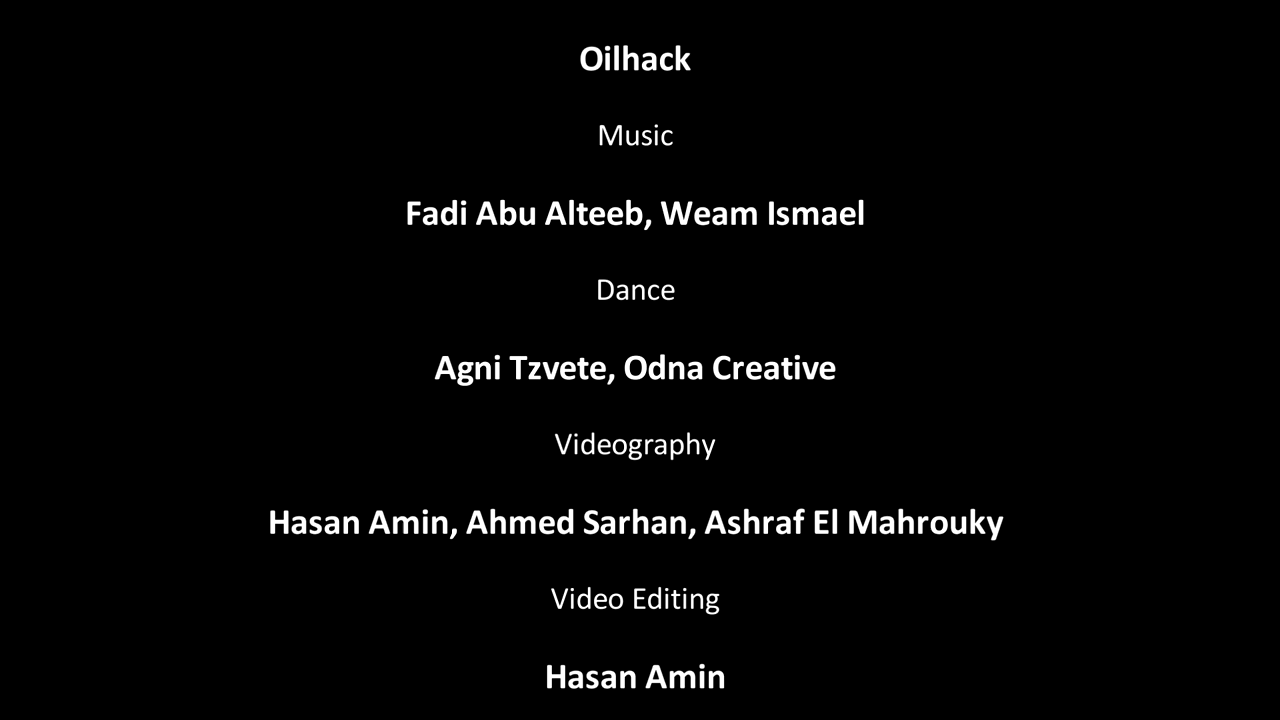 Oilhack
Music
Fadi Abu Alteeb, Weam Ismael
Dance
Agni Tzvete, Odna Creative
Videography
Hasan Amin, Ahmed Sarhan, Ashraf El Mahrouky
Video Editing
Hasan Amin